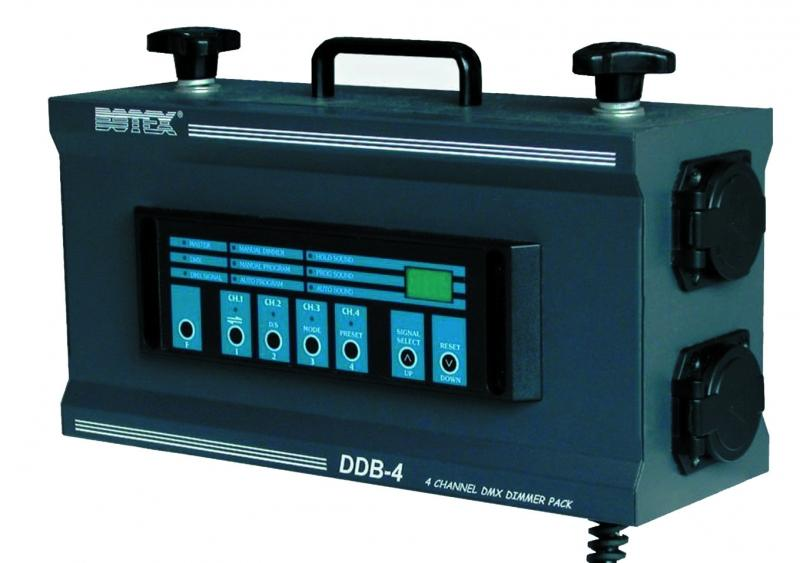 BOTEX®
MASTER MANUAL DIMMER HOLD SOUND
DMX MANUAL PROGRAM PROG SOUND
DMX SIGNAL AUTO PROGRAM AUTO SOUND
CH.1 CH.2 CH.3 CH.4
D/S MODE PRESET SIGNAL SELECT RESET
F 1 2 3 4 UP DOWN
DDB-4
4 CHANNEL DMX DIMMER PACK